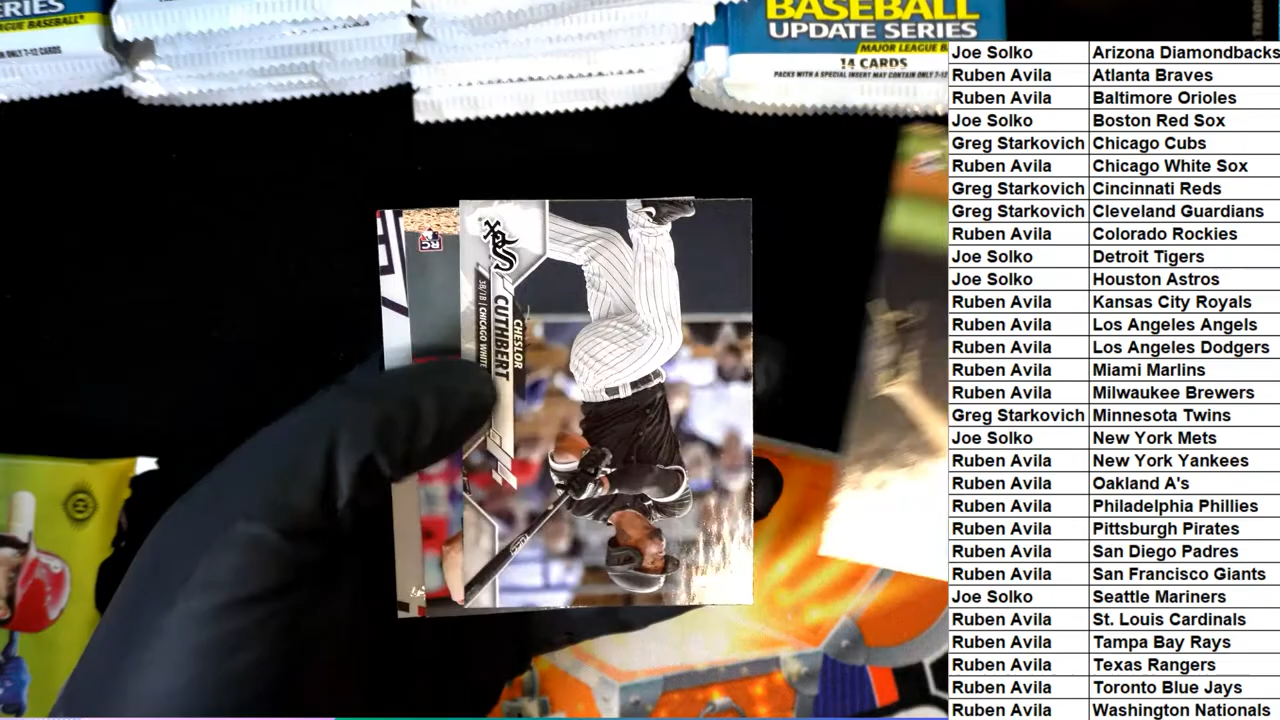 ERIES
EAGUE BASEBALL®
ONLY 7-12 CARDS
BASEBALL
UPDATE SERIES
MAJOR LEAGUE B
14 CARDS
PACKS WITH A SPECIAL INSERT MAY CONTAIN ONLY 7-12
RC
SOX
CHESLOR
CUTHBERT
3B/1B | CHICAGO WHITE
Joe Solko Arizona Diamondbacks
Ruben Avila Atlanta Braves
Ruben Avila Baltimore Orioles
Joe Solko Boston Red Sox
Greg Starkovich Chicago Cubs
Ruben Avila Chicago White Sox
Greg Starkovich Cincinnati Reds
Greg Starkovich Cleveland Guardians
Ruben Avila Colorado Rockies
Joe Solko Detroit Tigers
Joe Solko Houston Astros
Ruben Avila Kansas City Royals
Ruben Avila Los Angeles Angels
Ruben Avila Los Angeles Dodgers
Ruben Avila Miami Marlins
Ruben Avila Milwaukee Brewers
Greg Starkovich Minnesota Twins
Joe Solko New York Mets
Ruben Avila New York Yankees
Ruben Avila Oakland A's
Ruben Avila Philadelphia Phillies
Ruben Avila Pittsburgh Pirates
Ruben Avila San Diego Padres
Ruben Avila San Francisco Giants
Joe Solko Seattle Mariners
Ruben Avila St. Louis Cardinals
Ruben Avila Tampa Bay Rays
Ruben Avila Texas Rangers
Ruben Avila Toronto Blue Jays
Ruben Avila Washington Nationals